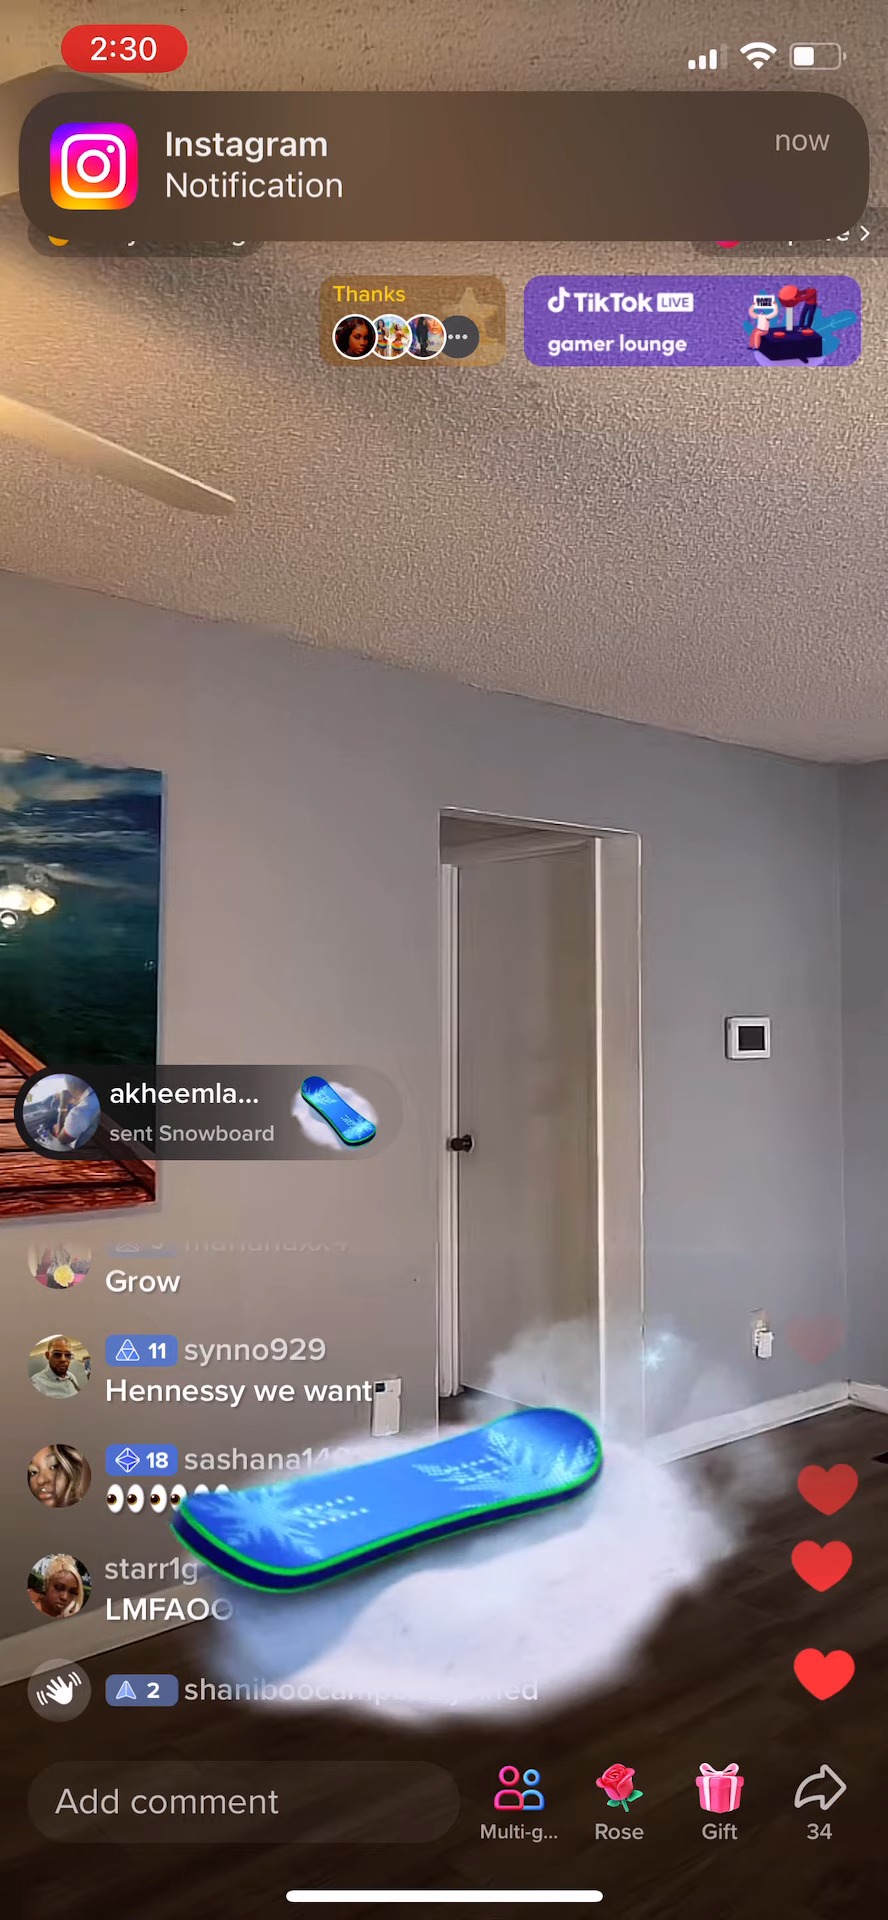 2:30
Instagram
now
Notification
Thanks
TikTok LIVE
gamer lounge
akheemla...
sent Snowboard
Grow
11 synno929
Hennessy we want
18
starr1g
2
Add comment
Multi-g...
Rose
Gift
34